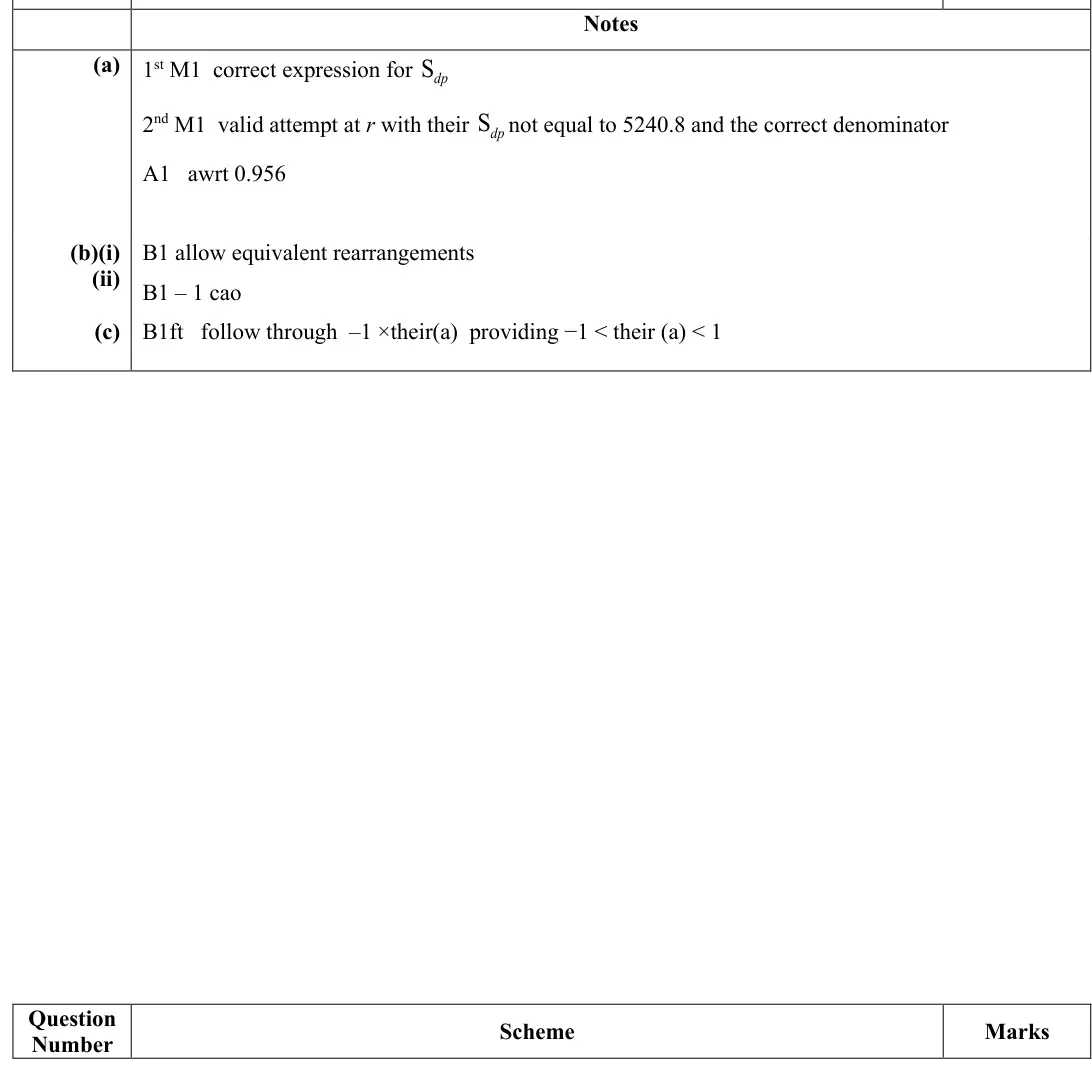 Notes
(a) 1st M1 correct expression for Sdp
2nd M1 valid attempt at r with their Sdp not equal to 5240.8 and the correct denominator
A1 awrt 0.956
(b)(i) B1 allow equivalent rearrangements
(ii) B1 – 1 cao
(c) B1ft follow through –1 ×their(a) providing −1 < their (a) < 1
Question Number Scheme Marks